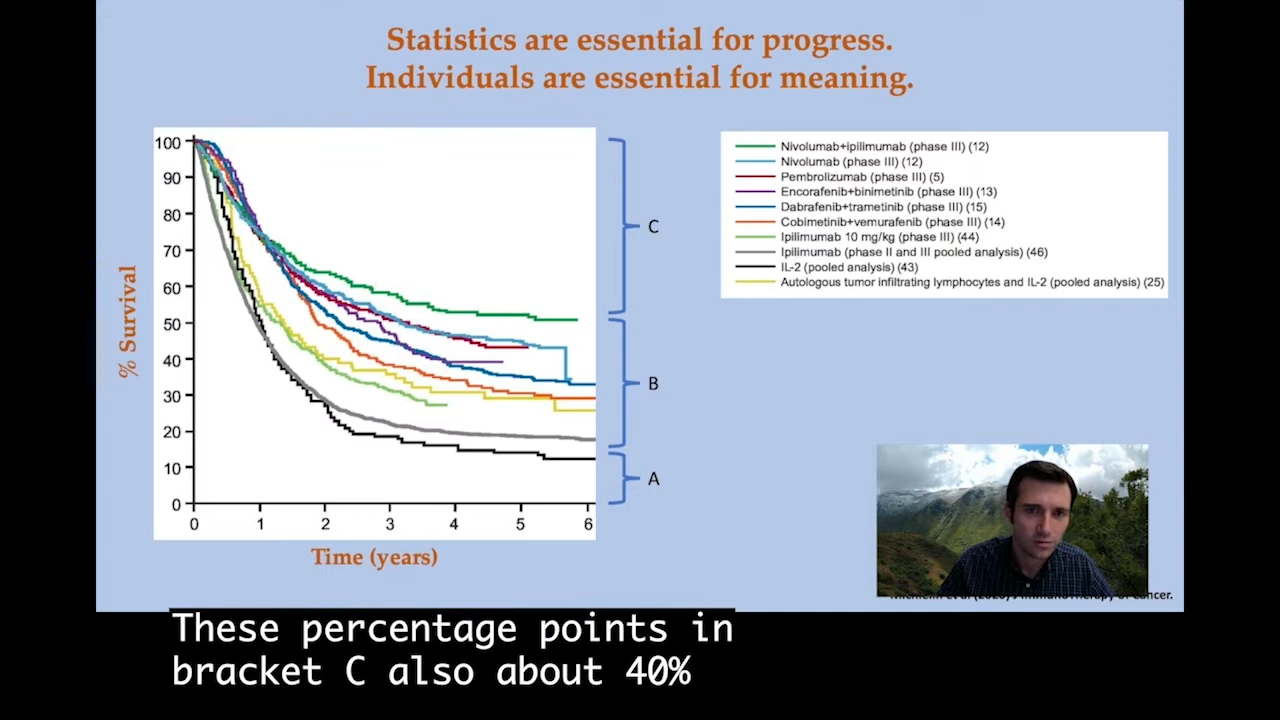 Statistics are essential for progress.
Individuals are essential for meaning.
% Survival
100
90
80
70
60
50
40
30
20
10
0
0 1 2 3 4 5 6
Time (years)
C
B
A
Nivolumab+ipilimumab (phase III) (12)
Nivolumab (phase III) (12)
Pembrolizumab (phase III) (5)
Encorafenib+binimetinib (phase III) (13)
Dabrafenib+trametinib (phase III) (15)
Cobimetinib+vemurafenib (phase III) (14)
Ipilimumab 10 mg/kg (phase III) (44)
Ipilimumab (phase II and III pooled analysis) (46)
IL-2 (pooled analysis) (43)
Autologous tumor infiltrating lymphocytes and IL-2 (pooled analysis) (25)
These percentage points in
bracket C also about 40%